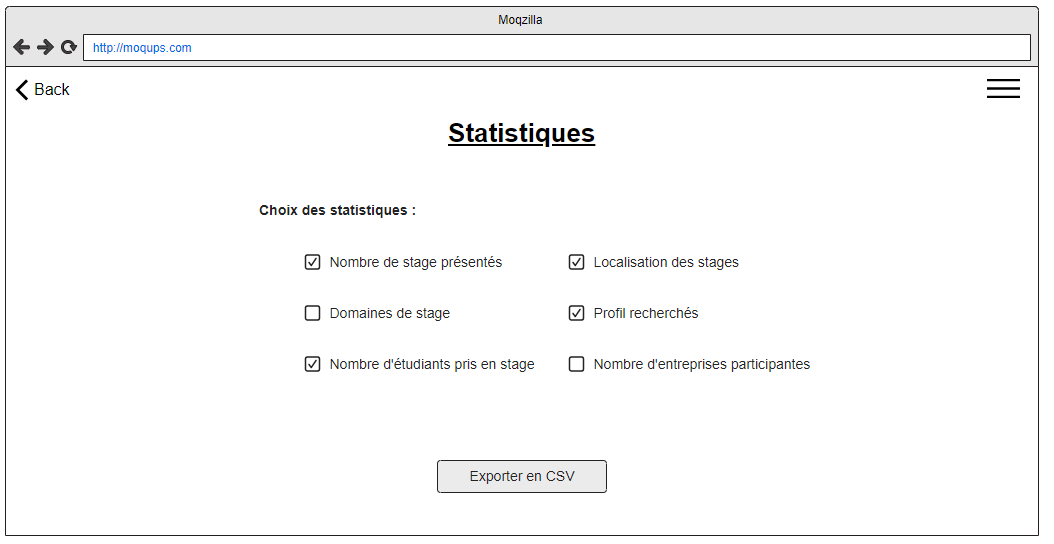 Moqzilla
http://moqups.com
Back
Statistiques
Choix des statistiques :
Nombre de stage présentés
Localisation des stages
Domaines de stage
Profil recherchés
Nombre d'étudiants pris en stage
Nombre d'entreprises participantes
Exporter en CSV